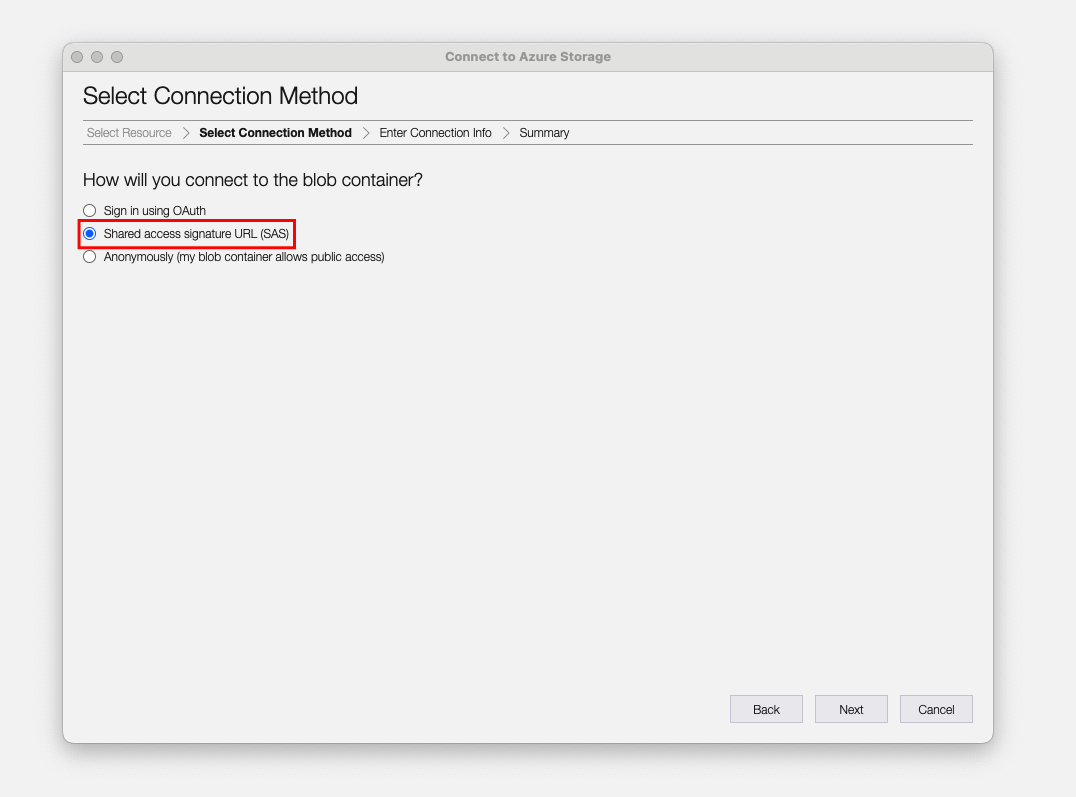 Connect to Azure Storage
Select Connection Method
Select Resource > Select Connection Method > Enter Connection Info > Summary
How will you connect to the blob container?
Sign in using OAuth
Shared access signature URL (SAS)
Anonymously (my blob container allows public access)
Back Next Cancel